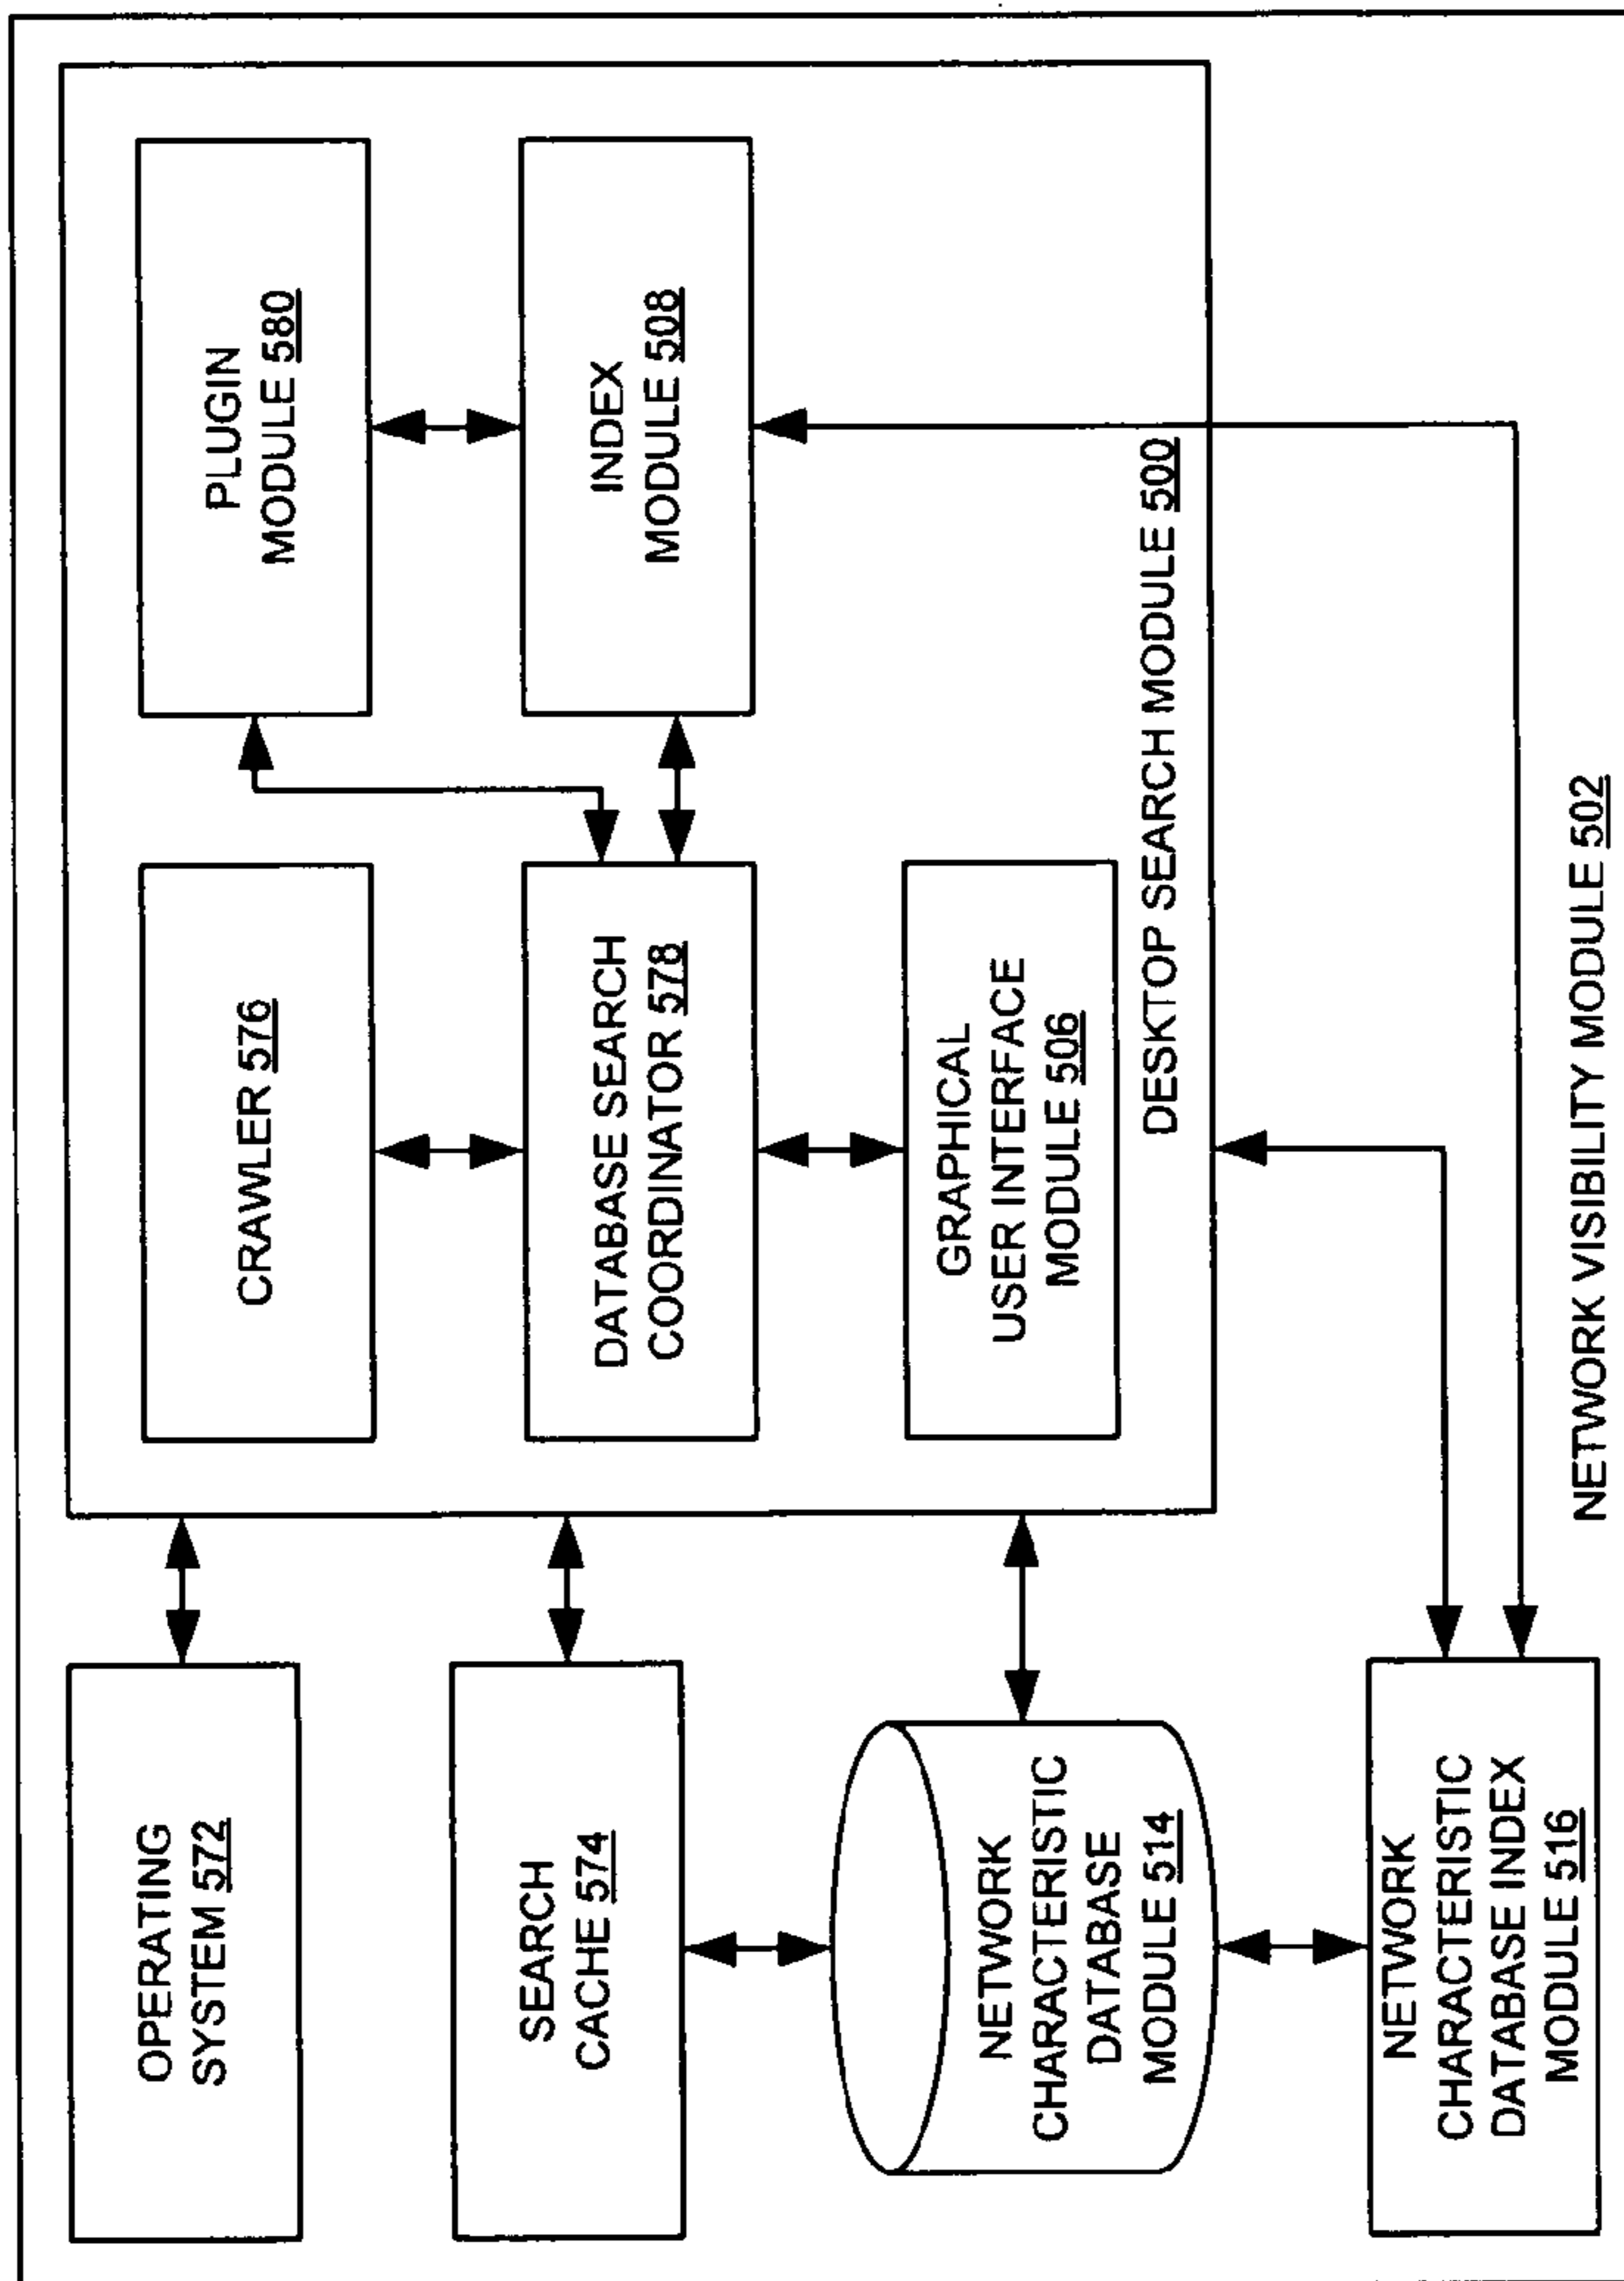 OPERATING
SYSTEM 572
SEARCH
CACHE 574
NETWORK
CHARACTERISTIC
DATABASE
MODULE 514
NETWORK
CHARACTERISTIC
DATABASE INDEX
MODULE 516
CRAWLER 576
DATABASE SEARCH
COORDINATOR 578
GRAPHICAL
USER INTERFACE
MODULE 506
PLUGIN
MODULE 580
INDEX
MODULE 508
DESKTOP SEARCH MODULE 500
NETWORK VISIBILITY MODULE 502